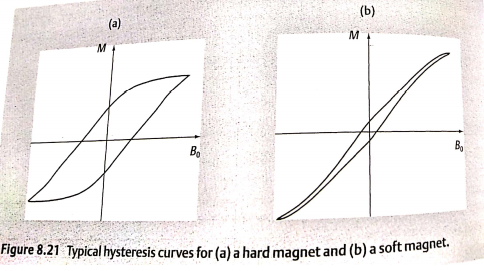 (a)
(b)
M
M
B₀
B₀
Figure 8.21 Typical hysteresis curves for (a) a hard magnet and (b) a soft magnet.